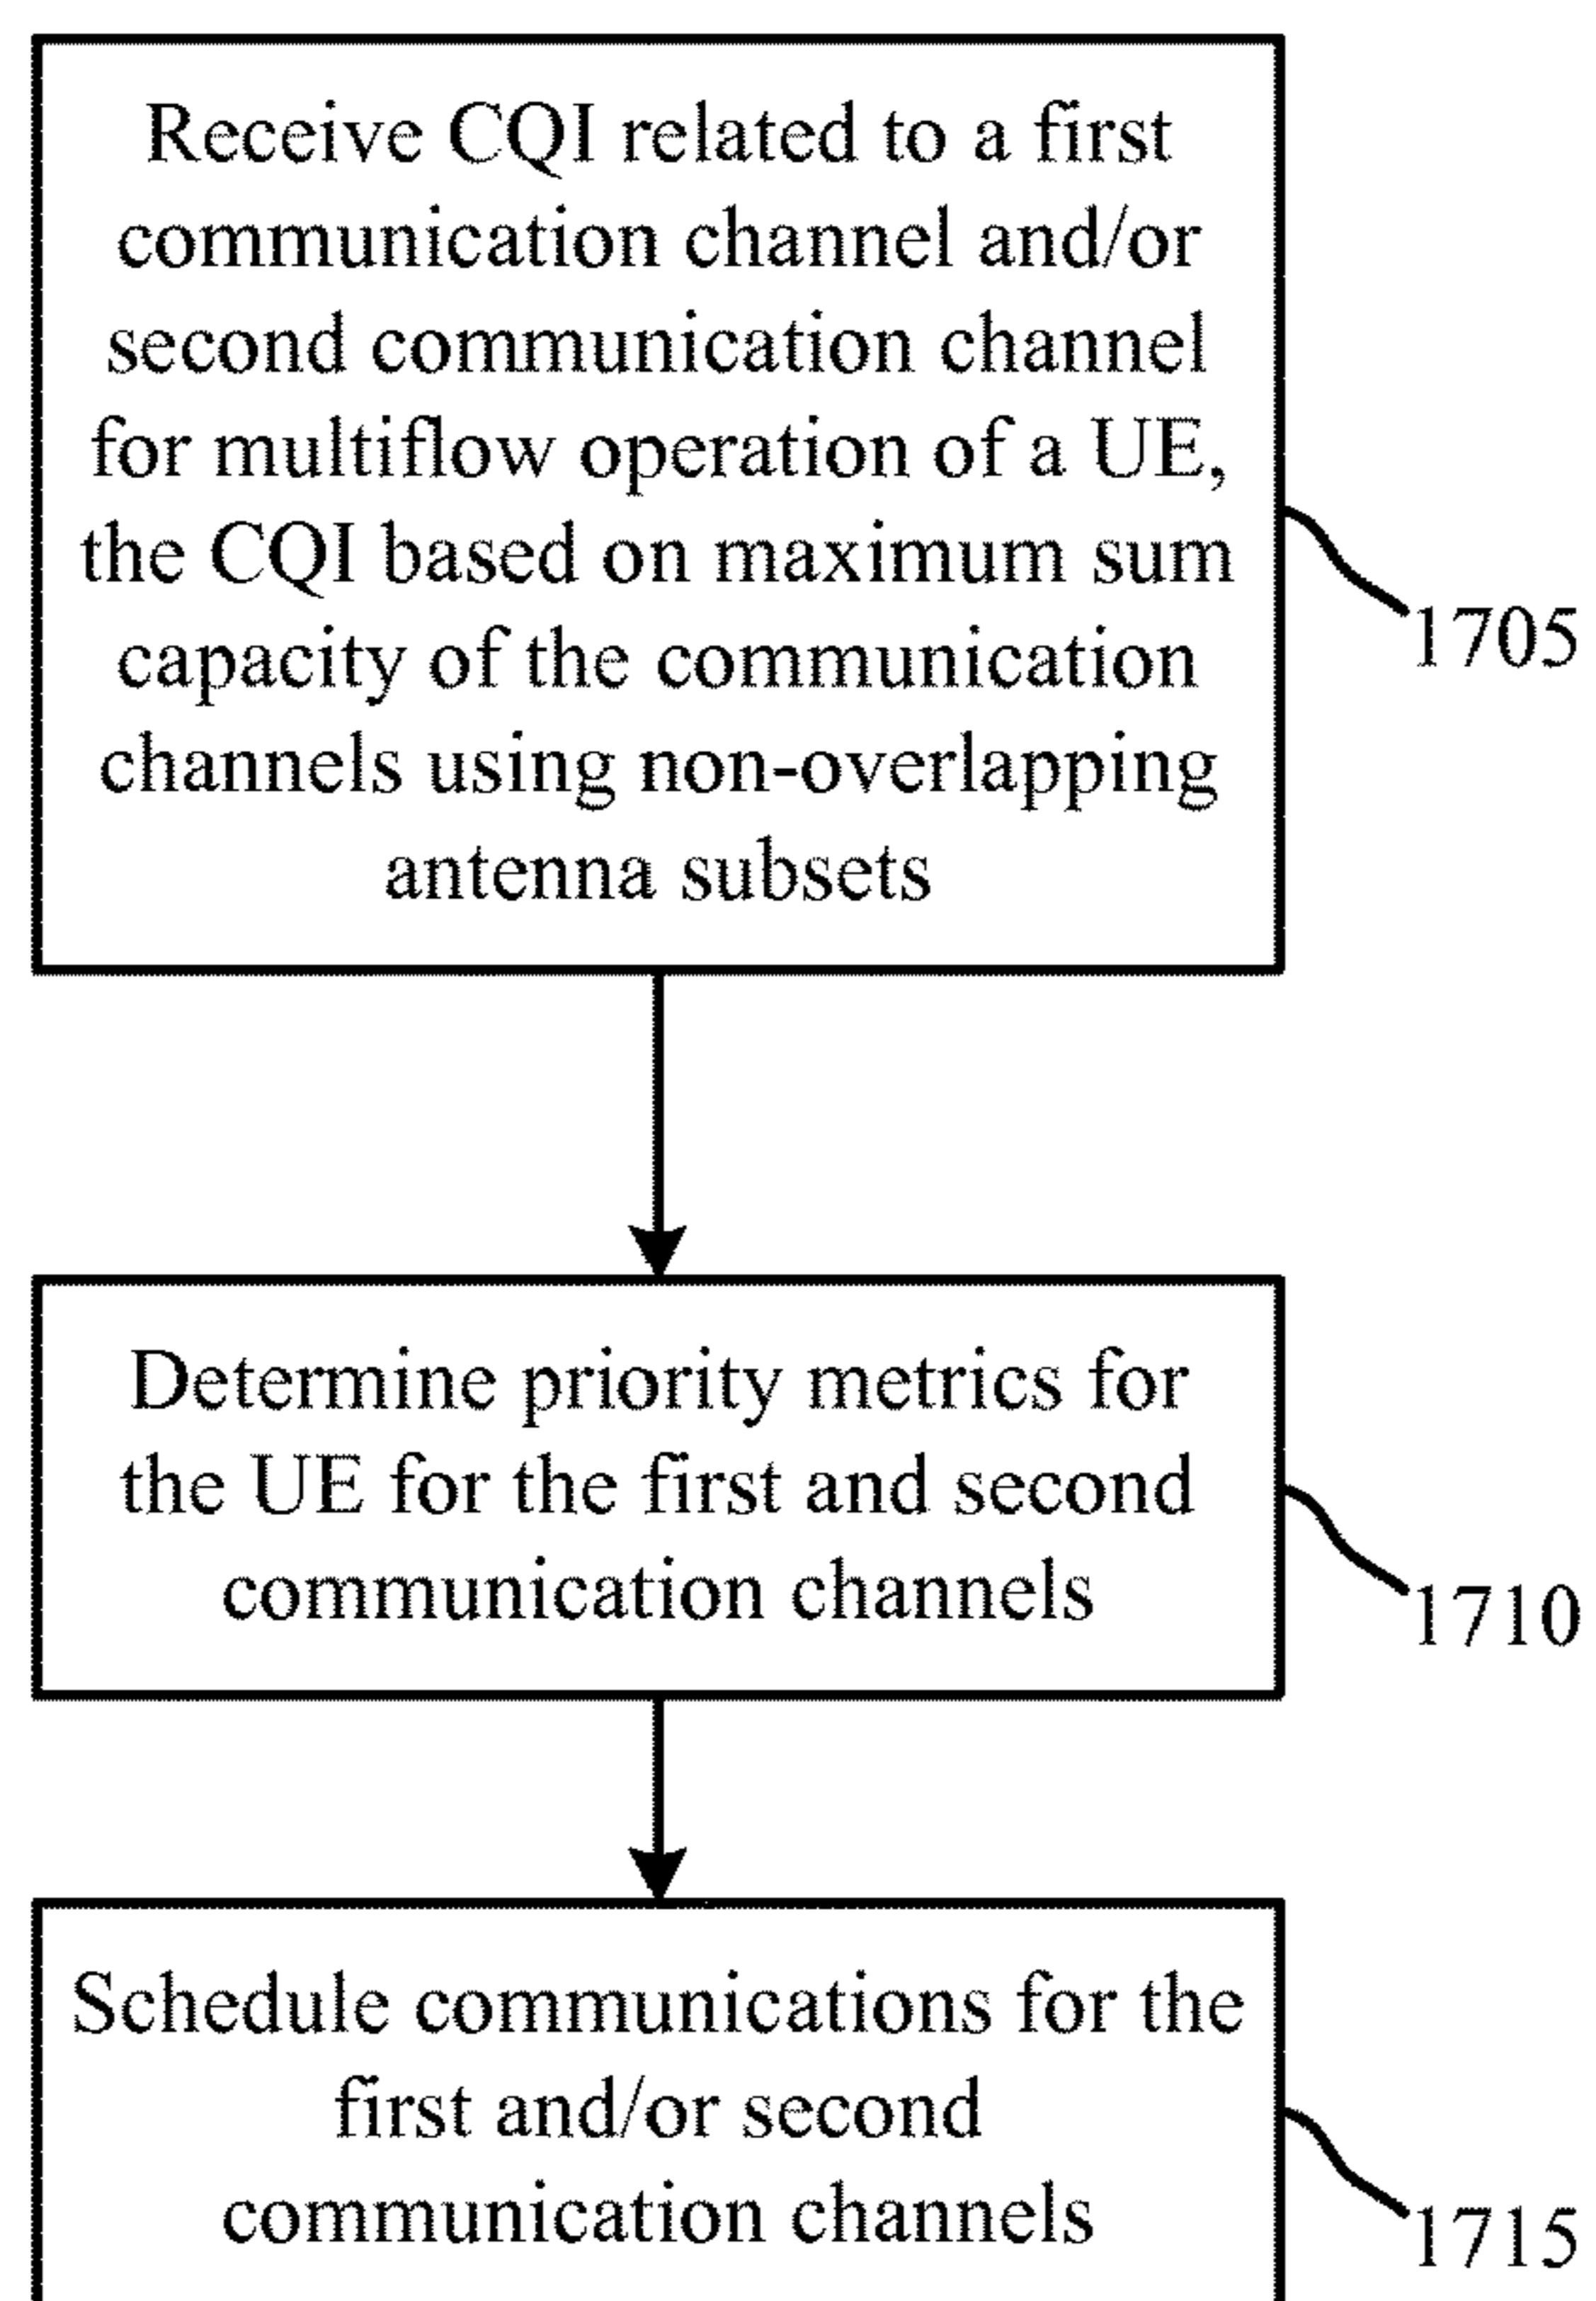 Receive CQI related to a first
communication channel and/or
second communication channel
for multiflow operation of a UE,
the CQI based on maximum sum
capacity of the communication
channels using non-overlapping
antenna subsets
1705
Determine priority metrics for
the UE for the first and second
communication channels
1710
Schedule communications for the
first and/or second
communication channels
1715